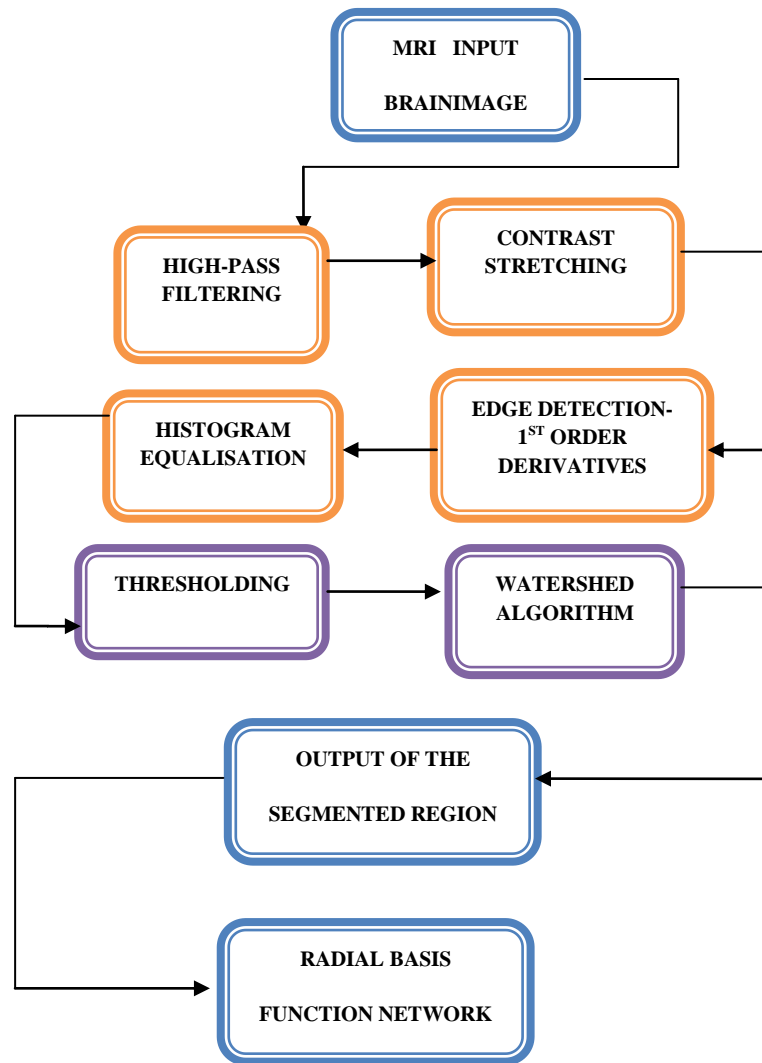 MRI INPUT
BRAINIMAGE
HIGH-PASS
FILTERING
CONTRAST
STRETCHING
EDGE DETECTION-
1ST ORDER
DERIVATIVES
HISTOGRAM
EQUALISATION
THRESHOLDING
WATERSHED
ALGORITHM
OUTPUT OF THE
SEGMENTED REGION
RADIAL BASIS
FUNCTION NETWORK